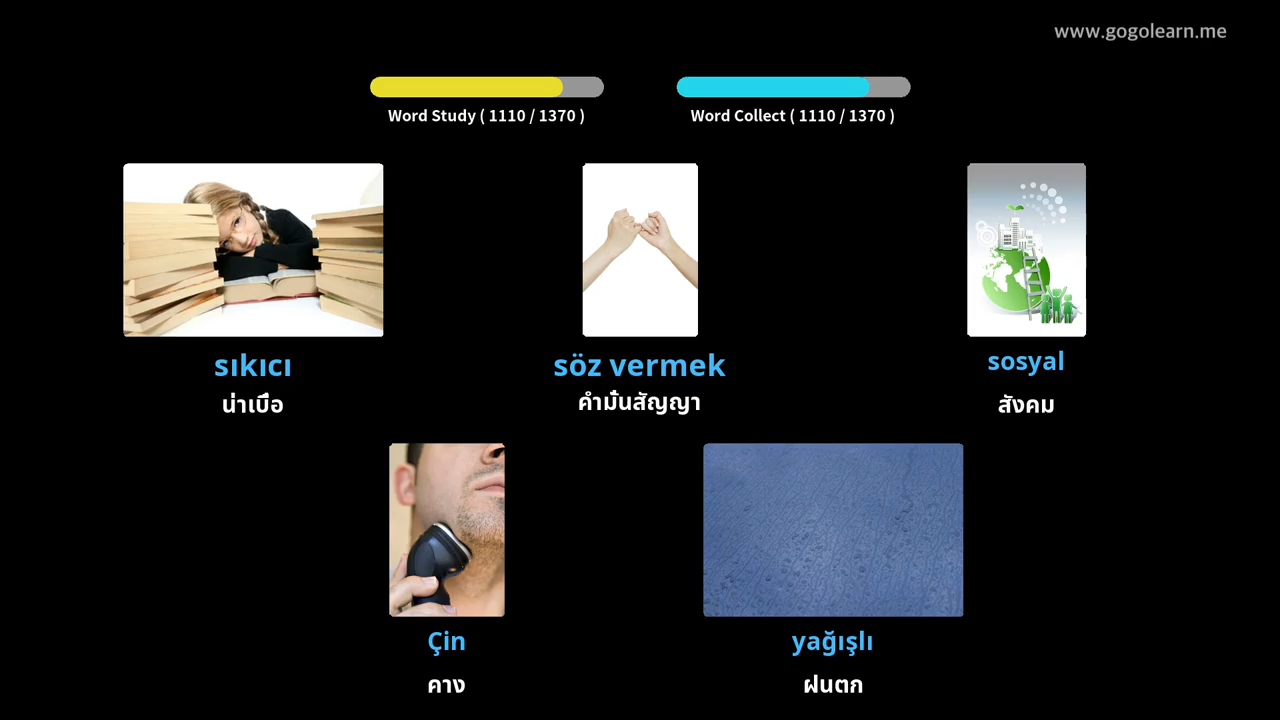 www.gogolearn.me
Word Study ( 1110 / 1370 )
Word Collect ( 1110 / 1370 )
sıkıcı
น่าเบื่อ
söz vermek
คำมั่นสัญญา
sosyal
สังคม
Çin
คาง
yağışlı
ฝนตก